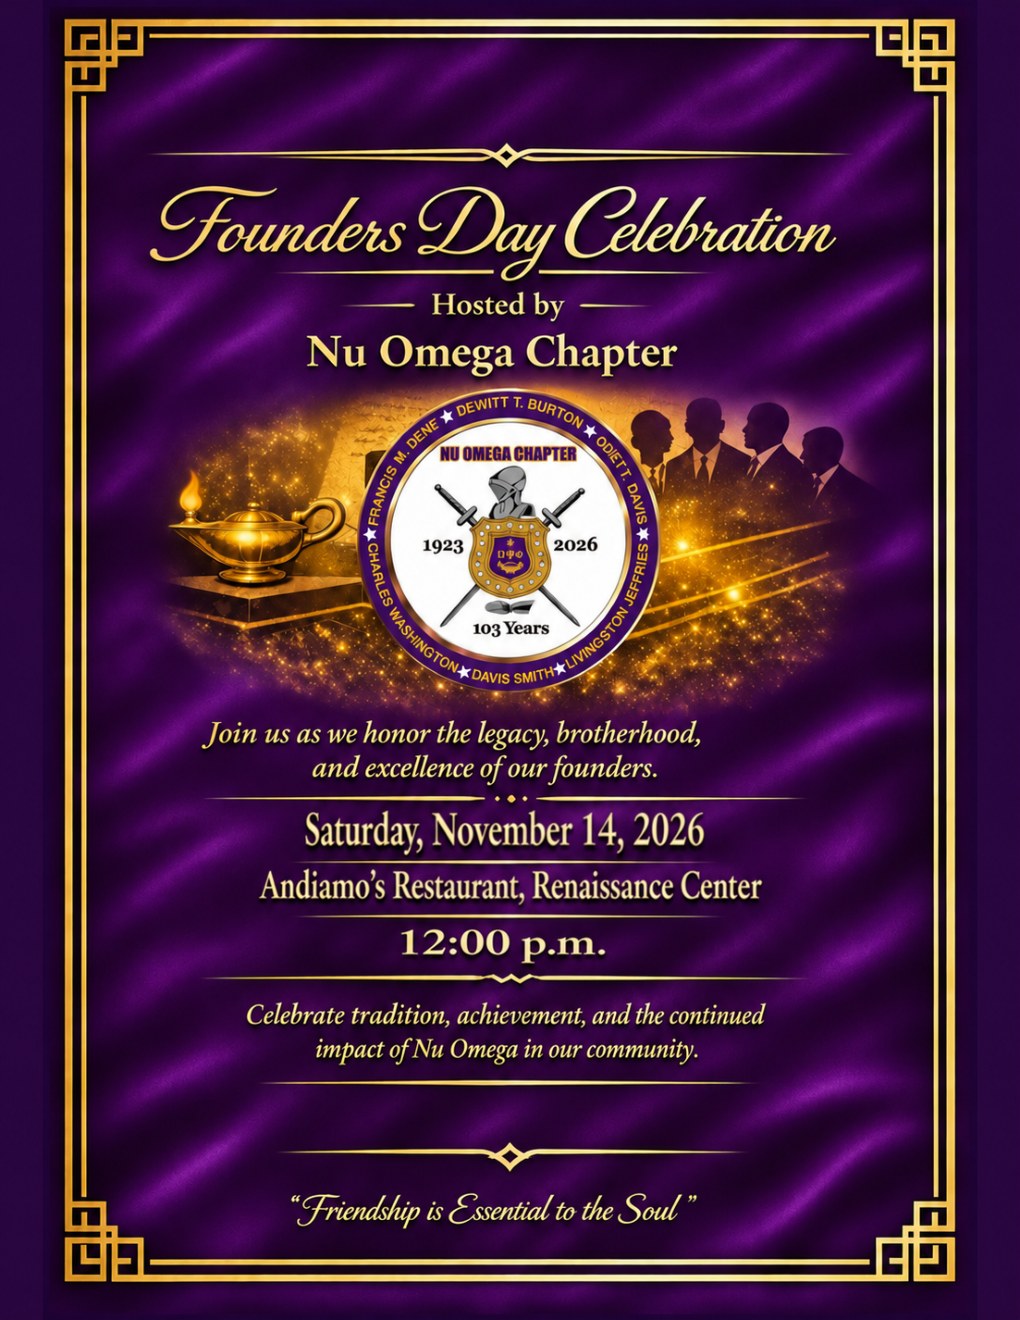 Founders Day Celebration
Hosted by
Nu Omega Chapter
FRANCIS M. DENE ★ DEWITT T. BURTON ★ ODIET T. DAVIS ★ LIVINGSTON JEFFRIES ★ DAVIS SMITH ★ CHARLES WASHINGTON ★
NU OMEGA CHAPTER
1923 2026
ΩΨΦ
103 Years
Join us as we honor the legacy, brotherhood,
and excellence of our founders.
Saturday, November 14, 2026
Andiamo's Restaurant, Renaissance Center
12:00 p.m.
Celebrate tradition, achievement, and the continued
impact of Nu Omega in our community.
"Friendship is Essential to the Soul"